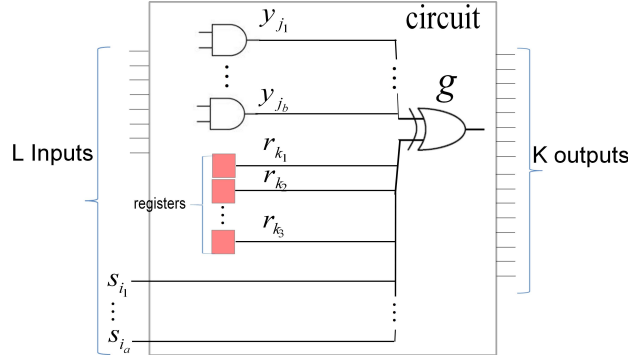 circuit
y_{j_1}
y_{j_b}
g
L Inputs
r_{k_1}
r_{k_2}
registers
r_{k_3}
K outputs
s_{i_1}
s_{i_a}